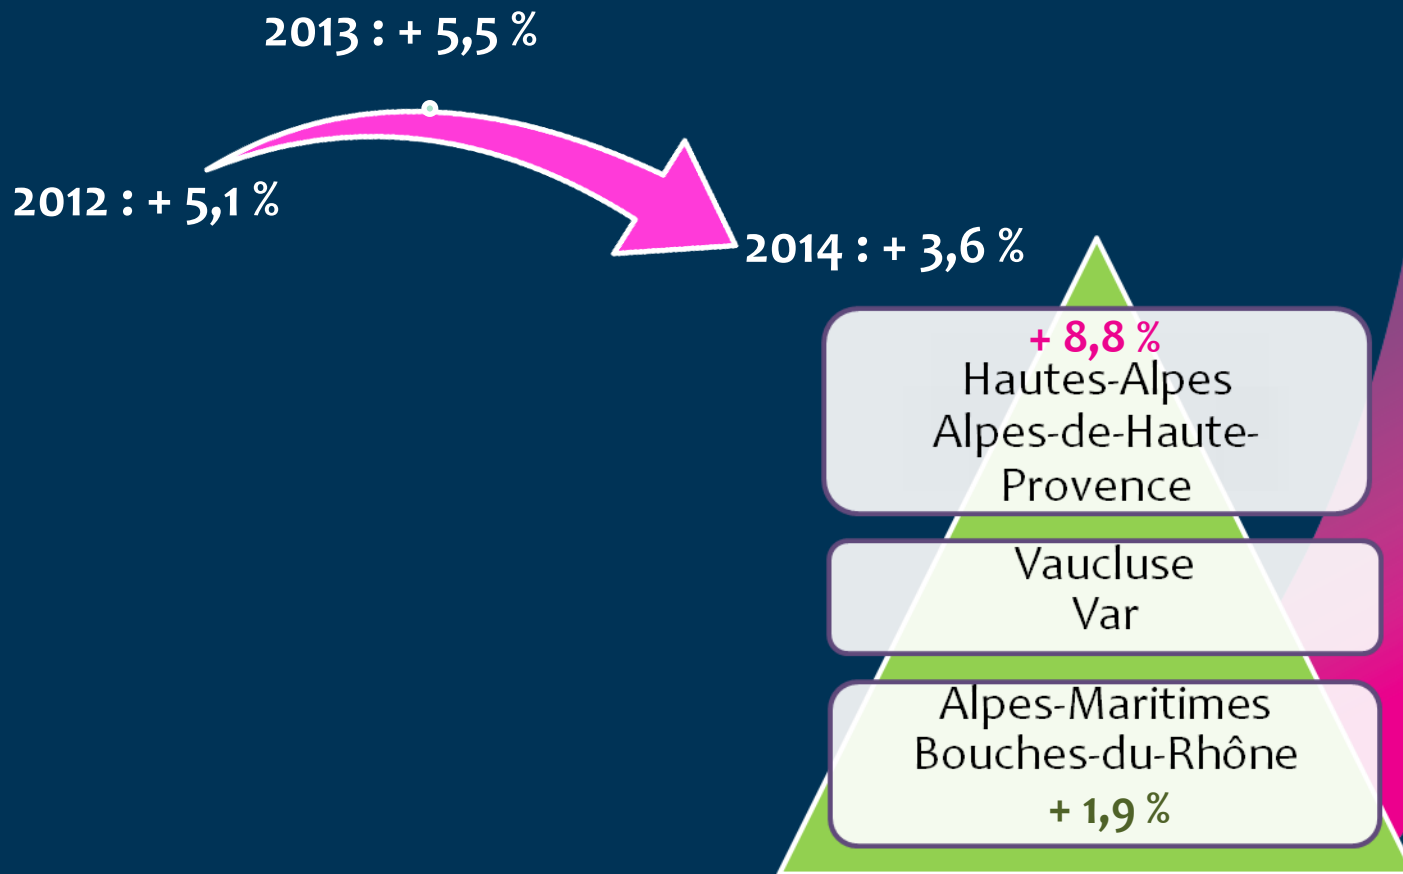 2013 : + 5,5 %
2012 : + 5,1 %
2014 : + 3,6 %
+ 8,8 %
Hautes-Alpes
Alpes-de-Haute-
Provence
Vaucluse
Var
Alpes-Maritimes
Bouches-du-Rhône
+ 1,9 %